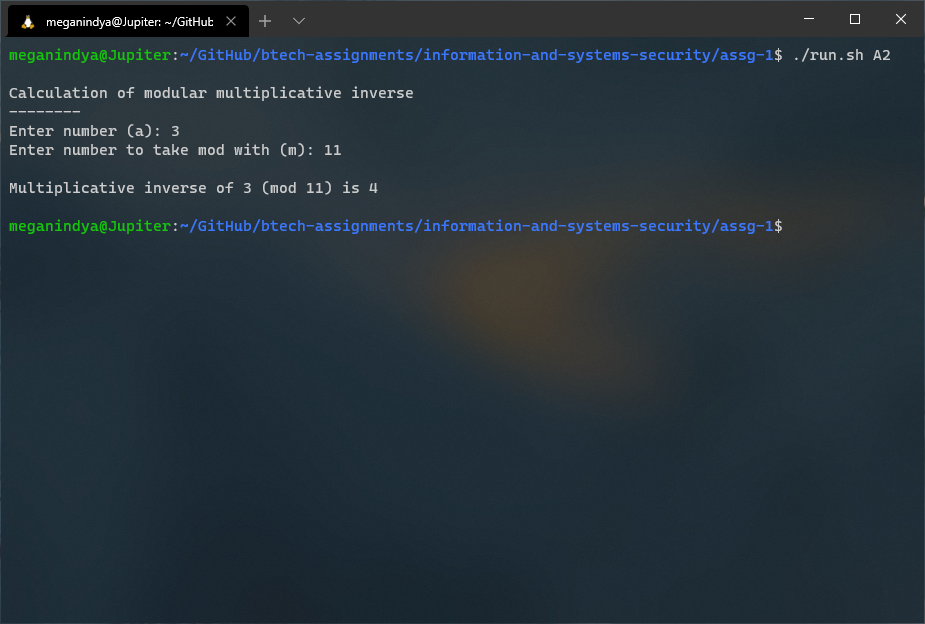 meganindya@Jupiter: ~/GitHub
meganindya@Jupiter:~/GitHub/btech-assignments/information-and-systems-security/assg-1$ ./run.sh A2
Calculation of modular multiplicative inverse
--------
Enter number (a): 3
Enter number to take mod with (m): 11
Multiplicative inverse of 3 (mod 11) is 4
meganindya@Jupiter:~/GitHub/btech-assignments/information-and-systems-security/assg-1$